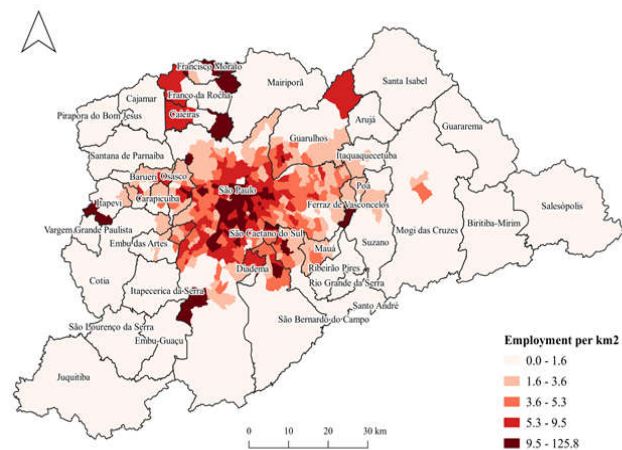 Francisco Morato
Santa Isabel
Mairiporã
Cajamar
Franco da Rocha
Pirapora do Bom Jesus
Caieiras
Arujá
Guararema
Guarulhos
Santana de Parnaíba
Itaquaquecetuba
Barueri
Osasco
Poá
Itapevi
Carapicuíba
São Paulo
Ferraz de Vasconcelos
Salesópolis
Biritiba-Mirim
Mogi das Cruzes
Vargem Grande Paulista
São Caetano do Sul
Suzano
Embu das Artes
Mauá
Cotia
Diadema
Ribeirão Pires
Itapecerica da Serra
Rio Grande da Serra
Santo André
São Bernardo do Campo
São Lourenço da Serra
Embu-Guaçu
Juquitiba
Employment per km2
0.0 - 1.6
1.6 - 3.6
3.6 - 5.3
5.3 - 9.5
9.5 - 125.8
0 10 20 30 km